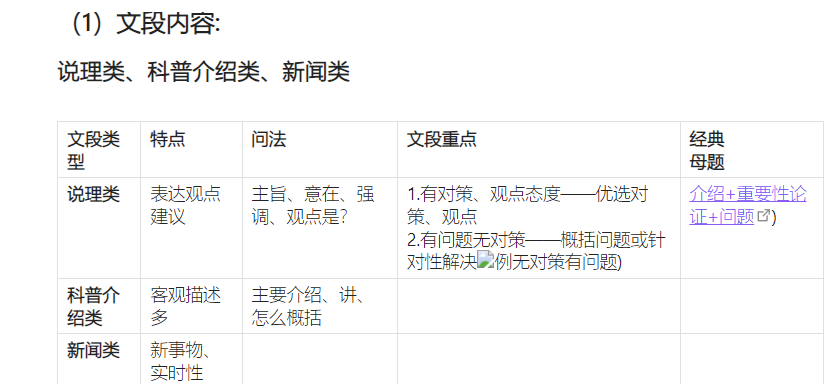 （1）文段内容:
说理类、科普介绍类、新闻类
文段类型 特点 问法 文段重点 经典母题
说理类 表达观点建议 主旨、意在、强调、观点是? 1.有对策、观点态度——优选对策、观点
2.有问题无对策——概括问题或针对性解决例无对策有问题) 介绍+重要性论证+问题)
科普介绍类 客观描述多 主要介绍、讲、怎么概括
新闻类 新事物、实时性